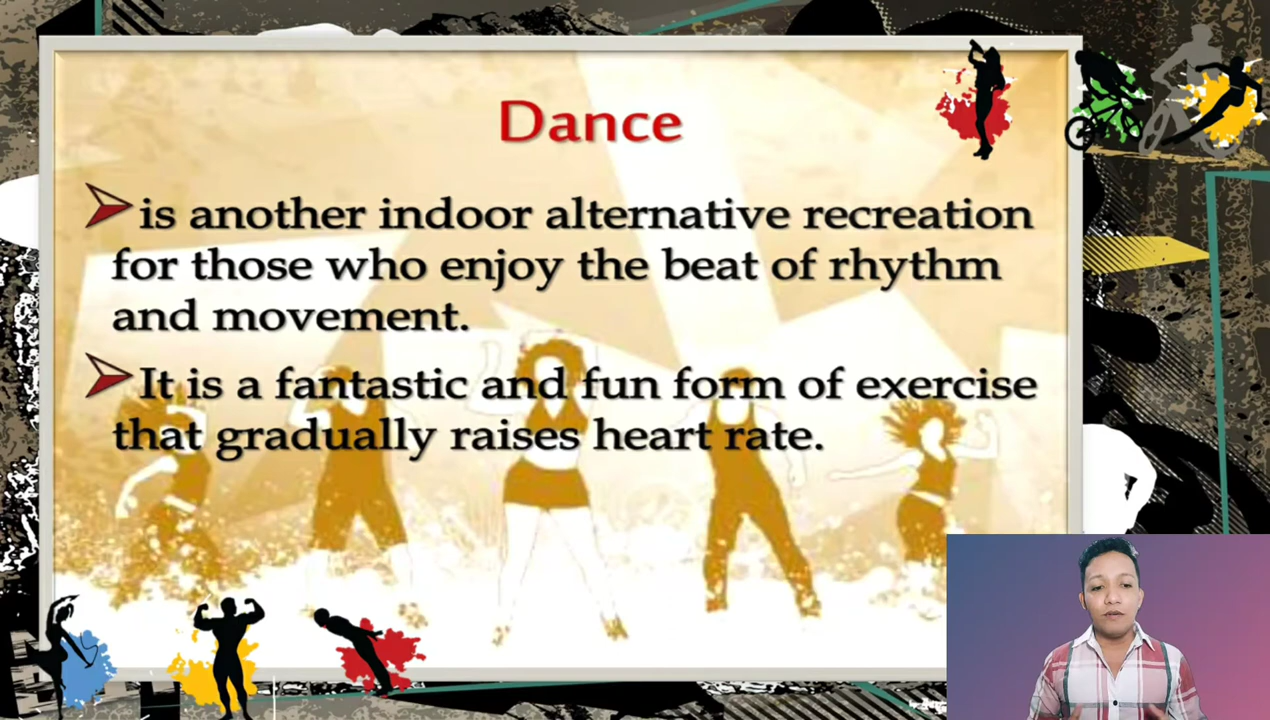 Dance
is another indoor alternative recreation
for those who enjoy the beat of rhythm
and movement.
It is a fantastic and fun form of exercise
that gradually raises heart rate.